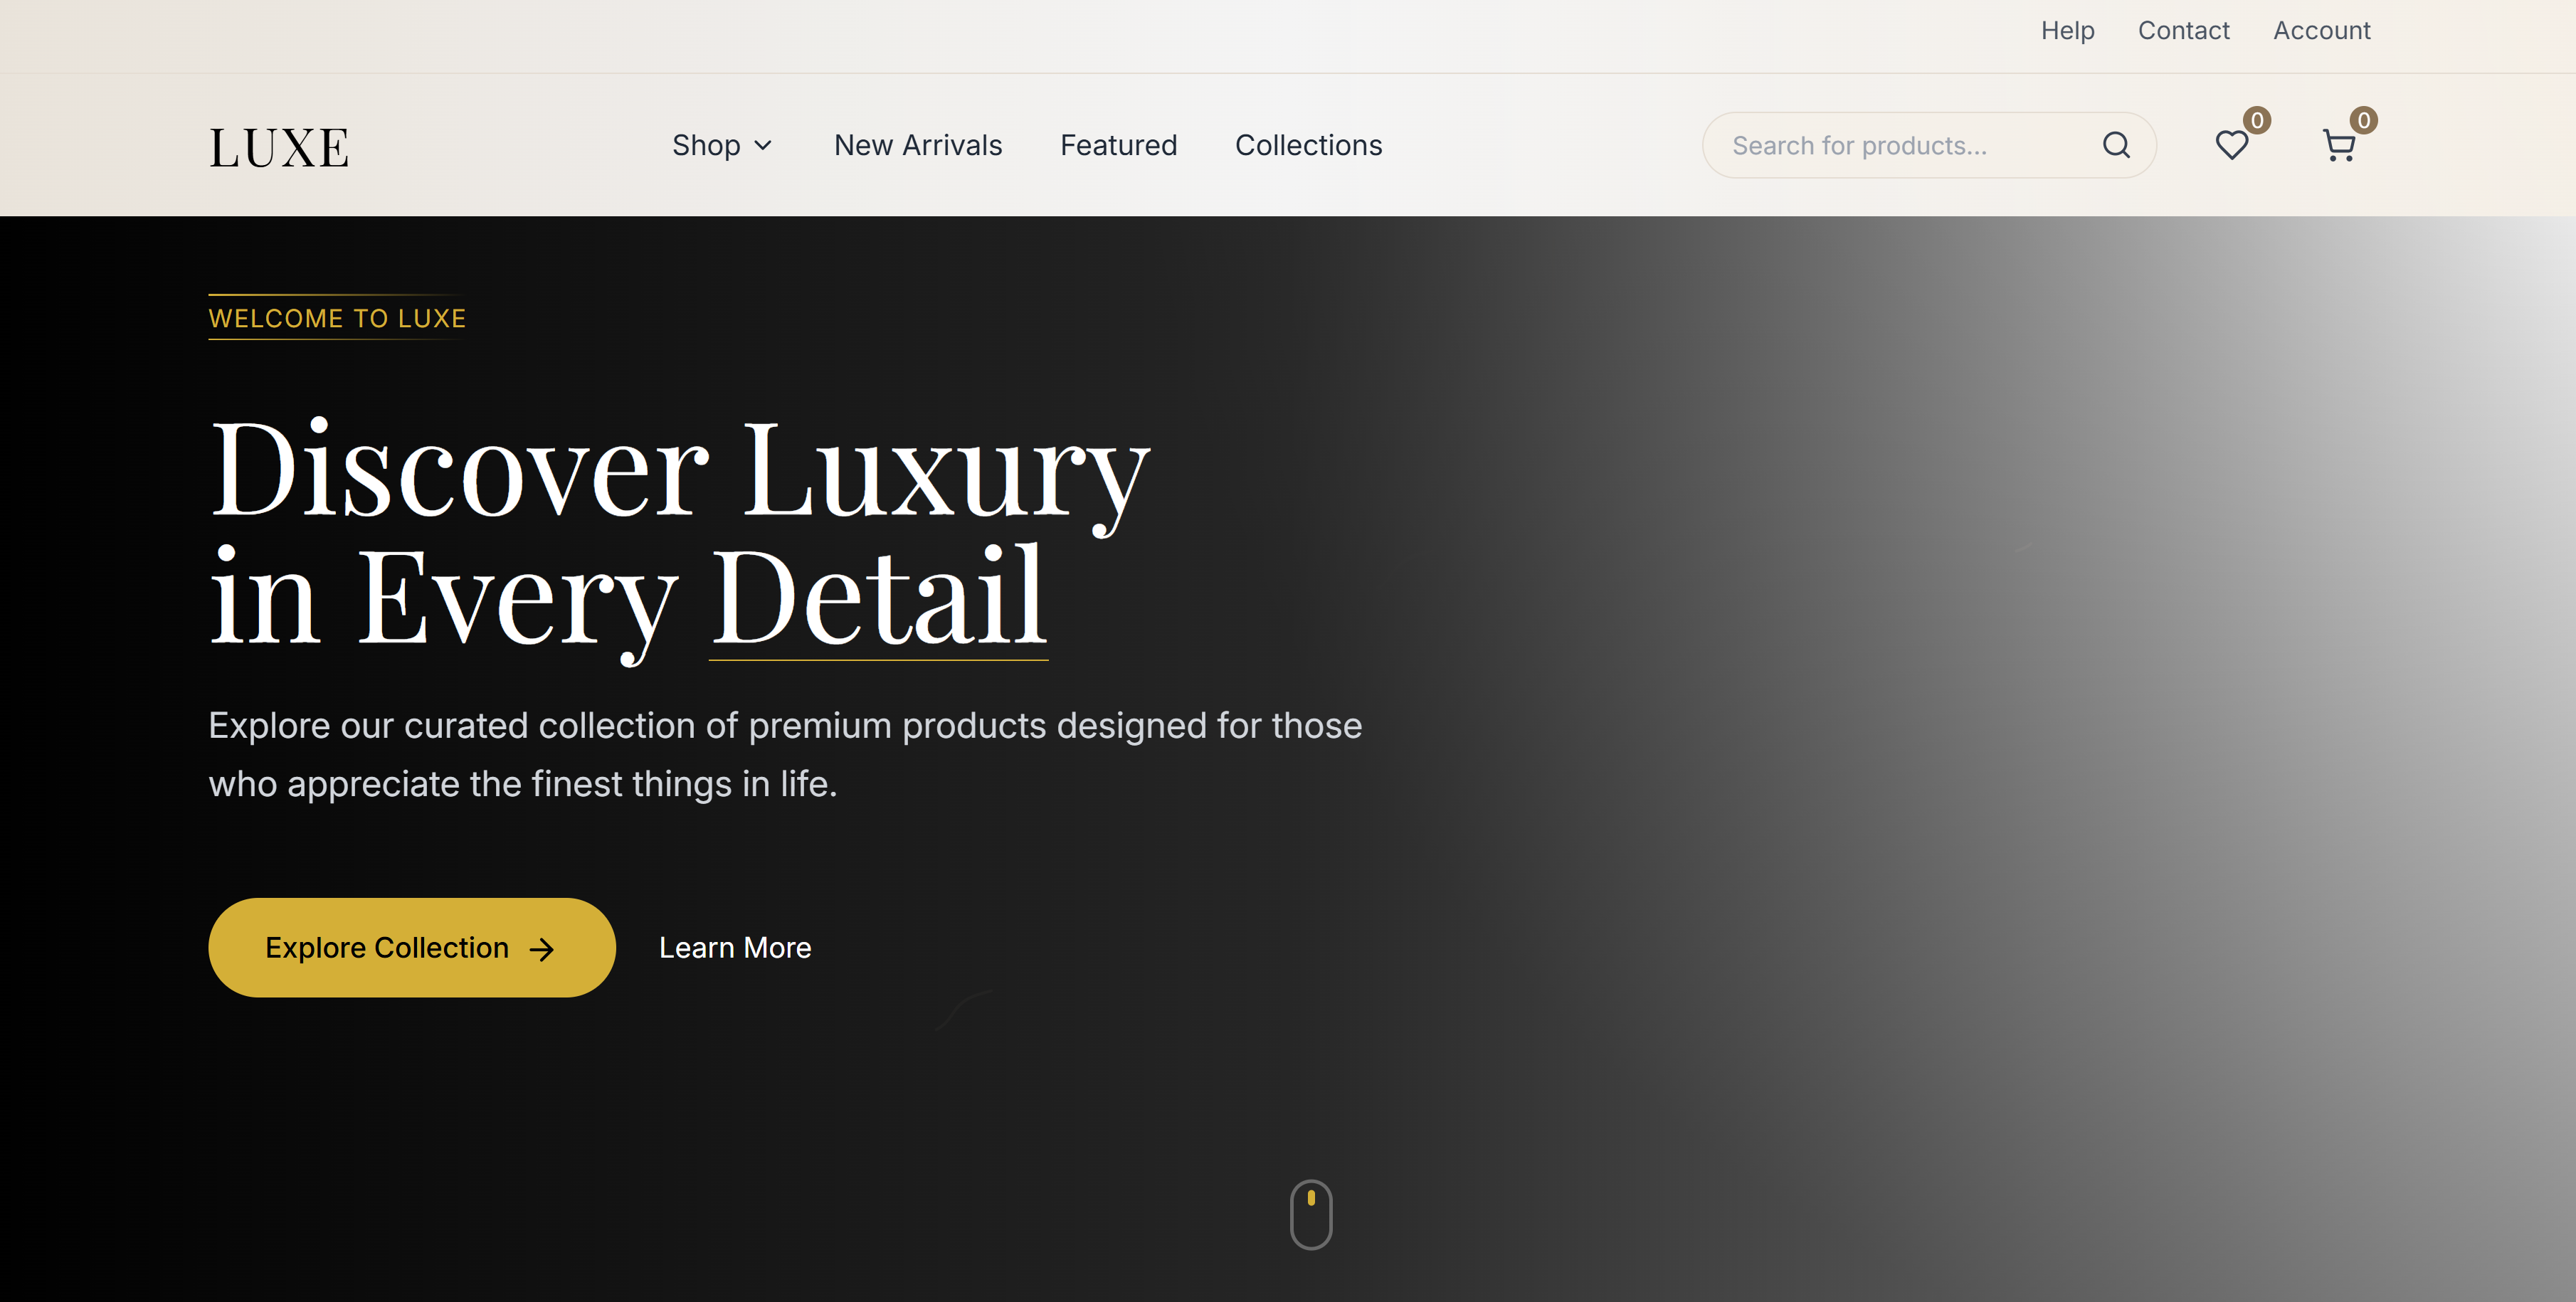 Help Contact Account
LUXE Shop New Arrivals Featured Collections Search for products... 0 0
WELCOME TO LUXE
Discover Luxury
in Every Detail
Explore our curated collection of premium products designed for those
who appreciate the finest things in life.
Explore Collection Learn More